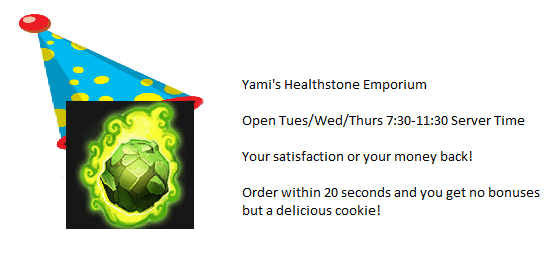 Yami's Healthstone Emporium
Open Tues/Wed/Thurs 7:30-11:30 Server Time
Your satisfaction or your money back!
Order within 20 seconds and you get no bonuses
but a delicious cookie!